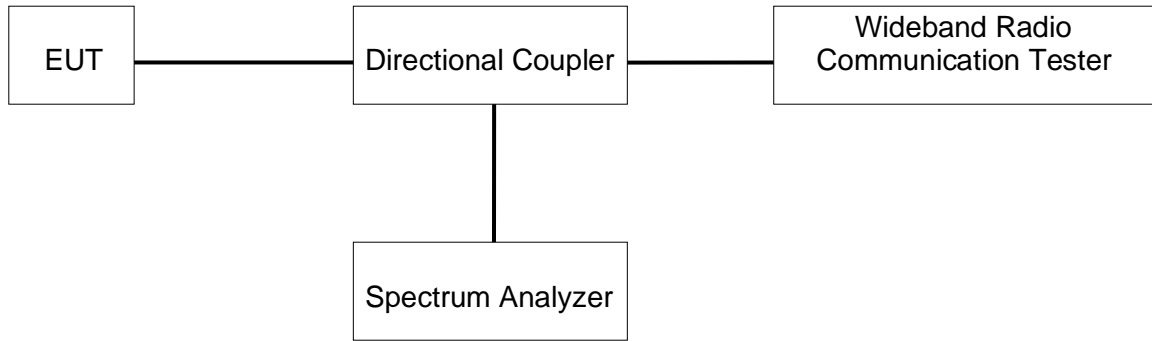 EUT
Directional Coupler
Wideband Radio
Communication Tester
Spectrum Analyzer